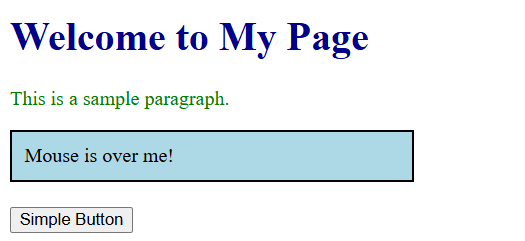 Welcome to My Page
This is a sample paragraph.
Mouse is over me!
Simple Button